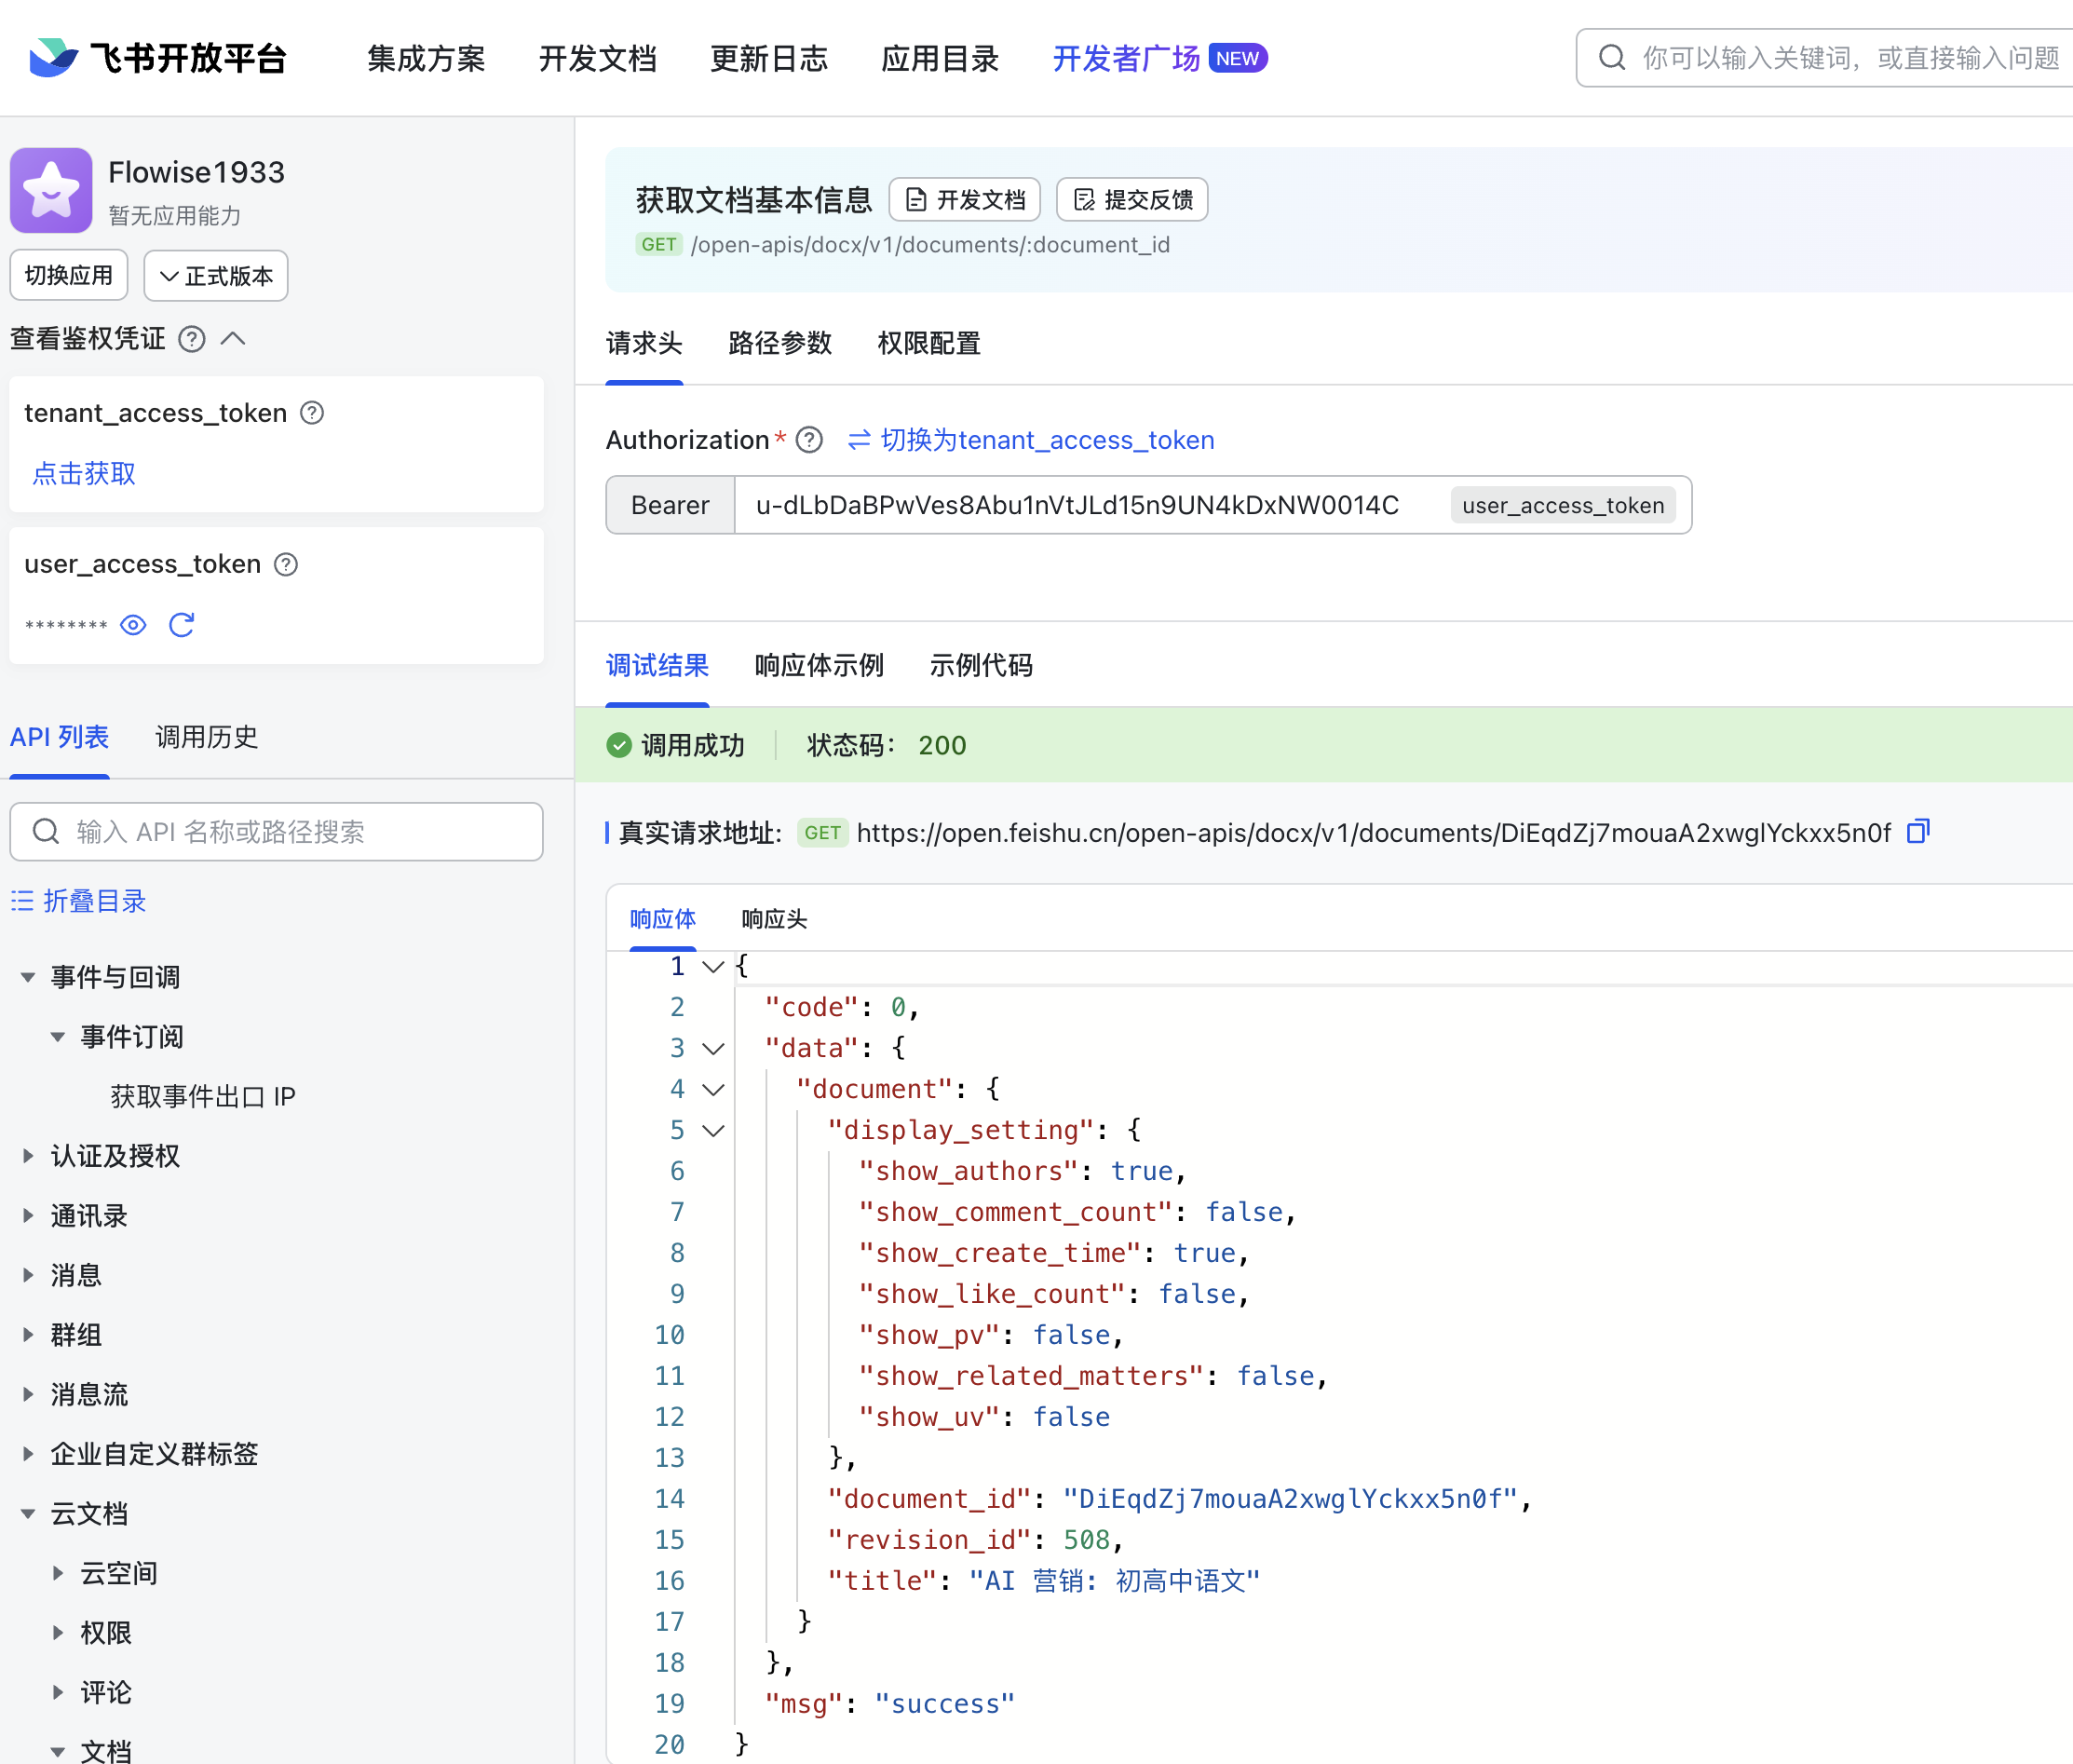 飞书开放平台 集成方案 开发文档 更新日志 应用目录 开发者广场 NEW 你可以输入关键词，或直接输入问题
Flowise1933
暂无应用能力
切换应用 正式版本
查看鉴权凭证
tenant_access_token
点击获取
user_access_token
********
API 列表 调用历史
输入 API 名称或路径搜索
折叠目录
事件与回调
事件订阅
获取事件出口 IP
认证及授权
通讯录
消息
群组
消息流
企业自定义群标签
云文档
云空间
权限
评论
文档
获取文档基本信息 开发文档 提交反馈
GET /open-apis/docx/v1/documents/:document_id
请求头 路径参数 权限配置
Authorization* 切换为tenant_access_token
Bearer u-dLbDaBPwVes8Abu1nVtJLd15n9UN4kDxNW0014C user_access_token
调试结果 响应体示例 示例代码
调用成功 状态码： 200
真实请求地址: GET https://open.feishu.cn/open-apis/docx/v1/documents/DiEqdZj7mouaA2xwglYckxx5n0f
响应体 响应头
1 {
2 "code": 0,
3 "data": {
4 "document": {
5 "display_setting": {
6 "show_authors": true,
7 "show_comment_count": false,
8 "show_create_time": true,
9 "show_like_count": false,
10 "show_pv": false,
11 "show_related_matters": false,
12 "show_uv": false
13 },
14 "document_id": "DiEqdZj7mouaA2xwglYckxx5n0f",
15 "revision_id": 508,
16 "title": "AI 营销: 初高中语文"
17 }
18 },
19 "msg": "success"
20 }